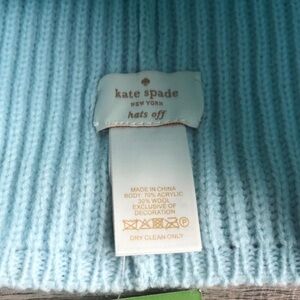 kate spade
NEW YORK
hats off
MADE IN CHINA
BODY: 70% ACRYLIC
30% WOOL
EXCLUSIVE OF
DECORATION
DRY CLEAN ONLY